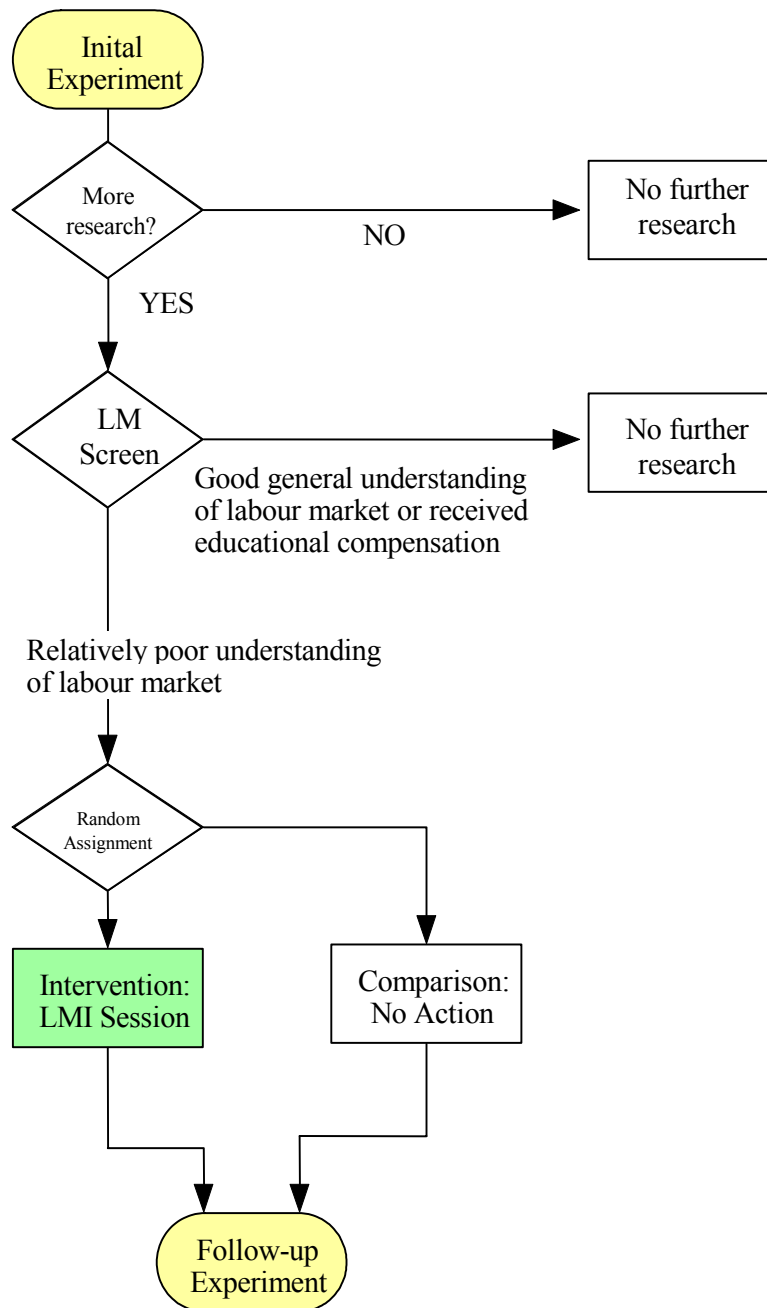 Inital
Experiment
More
research?
NO
No further
research
YES
LM
Screen
No further
research
Good general understanding
of labour market or received
educational compensation
Relatively poor understanding
of labour market
Random
Assignment
Intervention:
LMI Session
Comparison:
No Action
Follow-up
Experiment